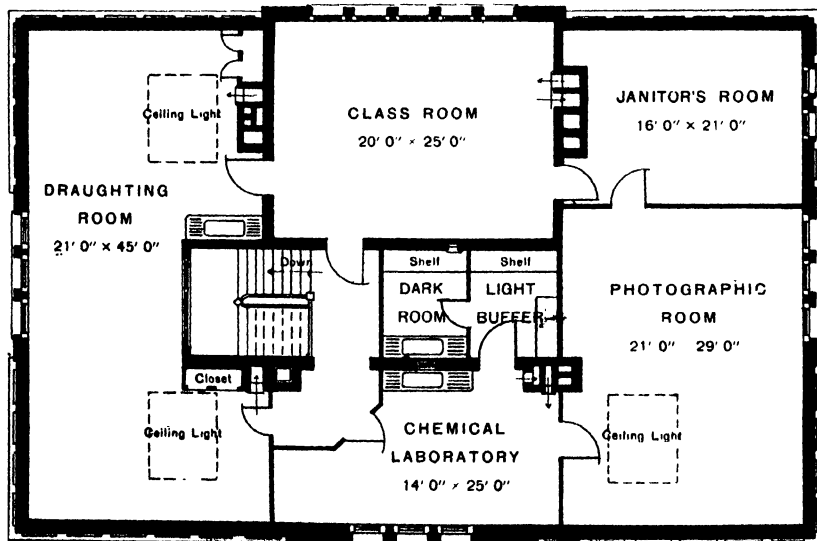 Ceiling Light
CLASS ROOM
20' 0" × 25' 0"
JANITOR'S ROOM
16' 0" × 21' 0"
DRAUGHTING
ROOM
21' 0" × 45' 0"
Down
Shelf
Shelf
DARK
ROOM
LIGHT
BUFFER
PHOTOGRAPHIC
ROOM
21' 0" 29' 0"
Closet
Ceiling Light
CHEMICAL
LABORATORY
14' 0" × 25' 0"
Ceiling Light